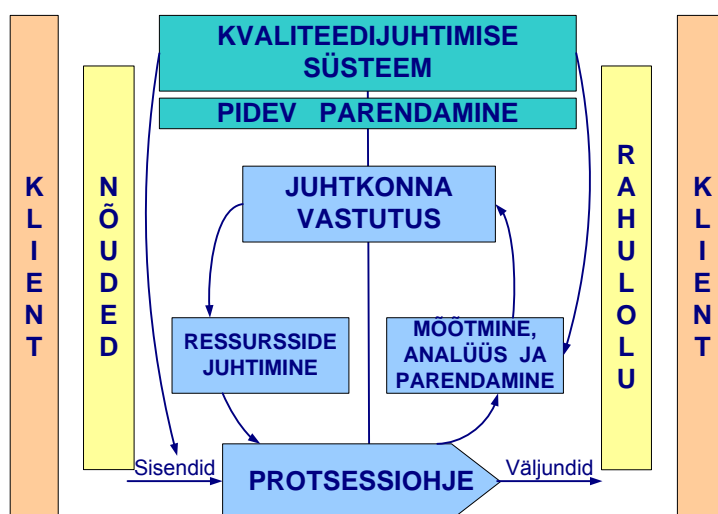 KVALITEEDIJUHTIMISE
SÜSTEEM
PIDEV PARENDAMINE
KLIENT
NÕUDED
JUHTKONNA
VASTUTUS
RESSURSSIDE
JUHTIMINE
MÕÕTMINE,
ANALÜÜS JA
PARENDAMINE
RAHULOLU
KLIENT
Sisendid
PROTSESSIOHJE
Väljundid